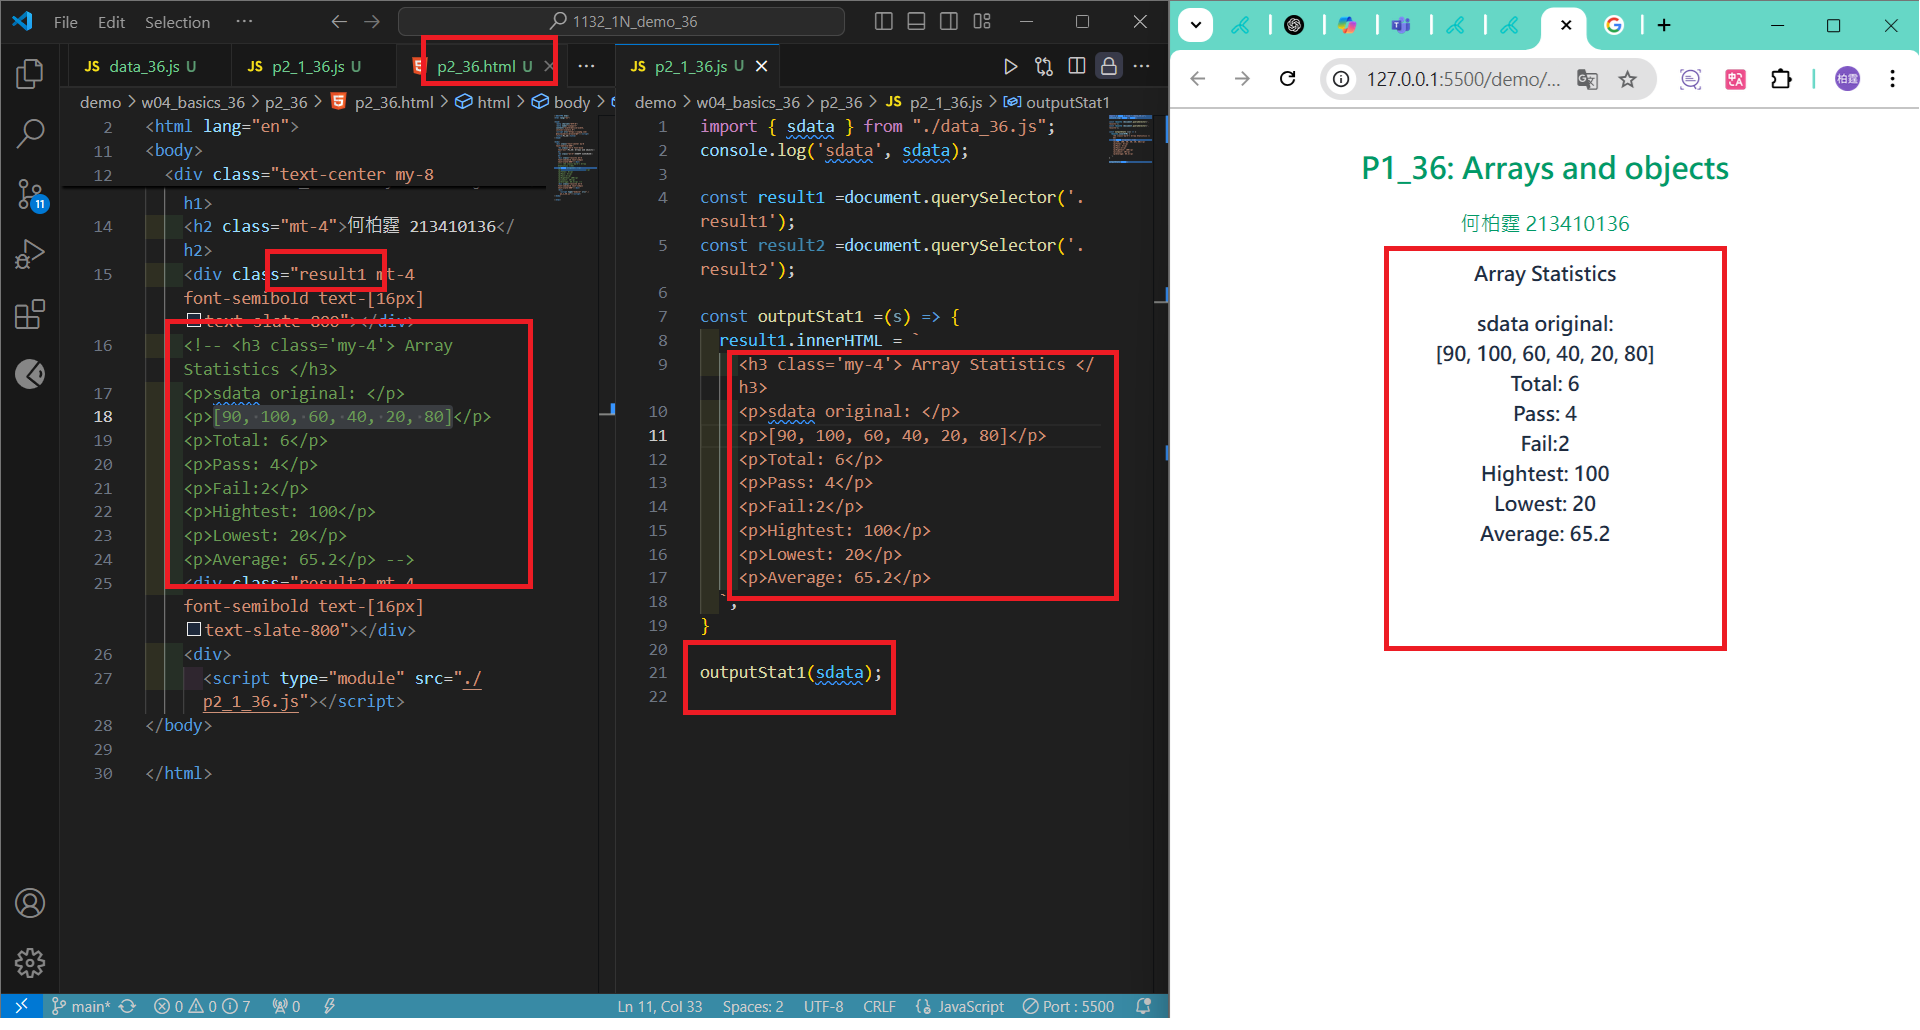 File Edit Selection ··· 1132_1N_demo_36
JS data_36.js U JS p2_1_36.js U p2_36.html U ···
demo > w04_basics_36 > p2_36 > p2_36.html > html > body >
2 <html lang="en">
11 <body>
12 <div class="text-center my-8
h1>
14 <h2 class="mt-4">何柏霆 213410136</
h2>
15 <div class="result1 mt-4
font-semibold text-[16px]
text-slate-800"></div>
16 <!-- <h3 class='my-4'> Array
Statistics </h3>
17 <p>sdata original: </p>
18 <p>[90, 100, 60, 40, 20, 80]</p>
19 <p>Total: 6</p>
20 <p>Pass: 4</p>
21 <p>Fail:2</p>
22 <p>Hightest: 100</p>
23 <p>Lowest: 20</p>
24 <p>Average: 65.2</p> -->
25 <div class="result2 mt-4
font-semibold text-[16px]
text-slate-800"></div>
26 <div>
27 <script type="module" src="./
p2_1_36.js"></script>
28 </body>
29
30 </html>
JS p2_1_36.js U
demo > w04_basics_36 > p2_36 > JS p2_1_36.js > outputStat1
1 import { sdata } from "./data_36.js";
2 console.log('sdata', sdata);
3
4 const result1 =document.querySelector('.
result1');
5 const result2 =document.querySelector('.
result2');
6
7 const outputStat1 =(s) => {
8 result1.innerHTML = `
9 <h3 class='my-4'> Array Statistics </
h3>
10 <p>sdata original: </p>
11 <p>[90, 100, 60, 40, 20, 80]</p>
12 <p>Total: 6</p>
13 <p>Pass: 4</p>
14 <p>Fail:2</p>
15 <p>Hightest: 100</p>
16 <p>Lowest: 20</p>
17 <p>Average: 65.2</p>
18 `;
19 }
20
21 outputStat1(sdata);
22
11
main* 0 0 7 0 Ln 11, Col 33 Spaces: 2 UTF-8 CRLF JavaScript Port : 5500
127.0.0.1:5500/demo/... 柏霆
P1_36: Arrays and objects
何柏霆 213410136
Array Statistics
sdata original:
[90, 100, 60, 40, 20, 80]
Total: 6
Pass: 4
Fail:2
Hightest: 100
Lowest: 20
Average: 65.2